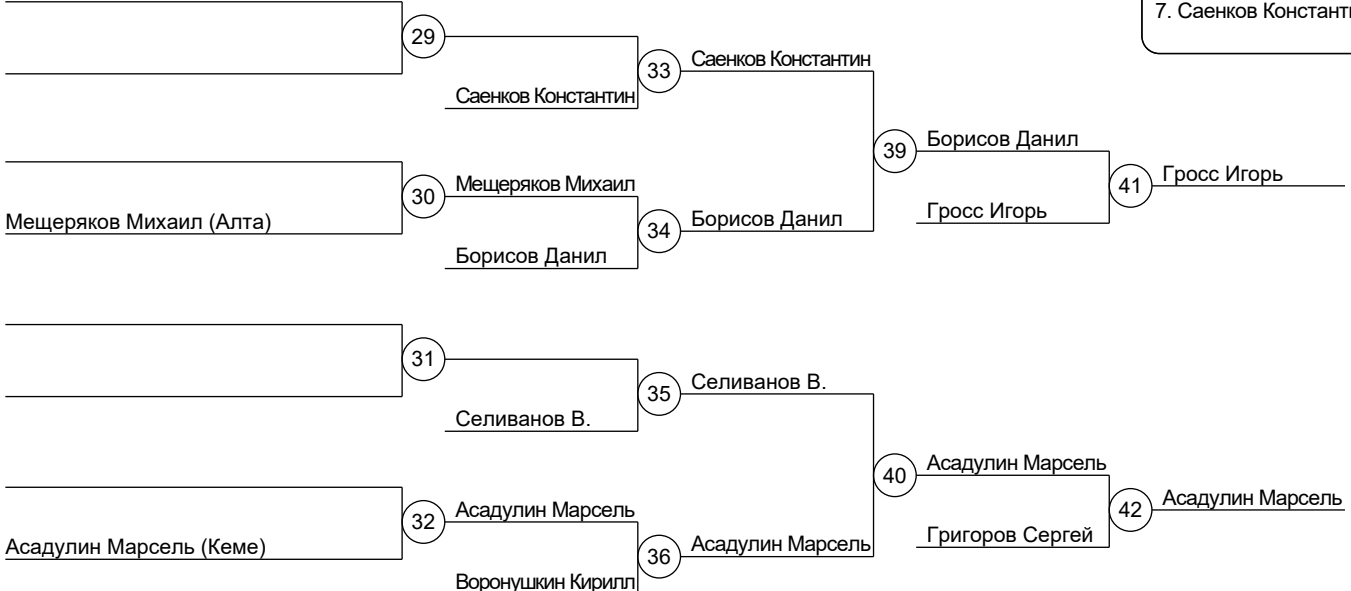 7. Саенков Констант
29
33
Саенков Константин
Саенков Константин
39
Борисов Данил
41
Гросс Игорь
Гросс Игорь
30
Мещеряков Михаил
Мещеряков Михаил (Алта)
34
Борисов Данил
Борисов Данил
31
35
Селиванов В.
Селиванов В.
40
Асадулин Марсель
42
Асадулин Марсель
Григоров Сергей
32
Асадулин Марсель
Асадулин Марсель (Кеме)
36
Асадулин Марсель
Воронушкин Кирилл